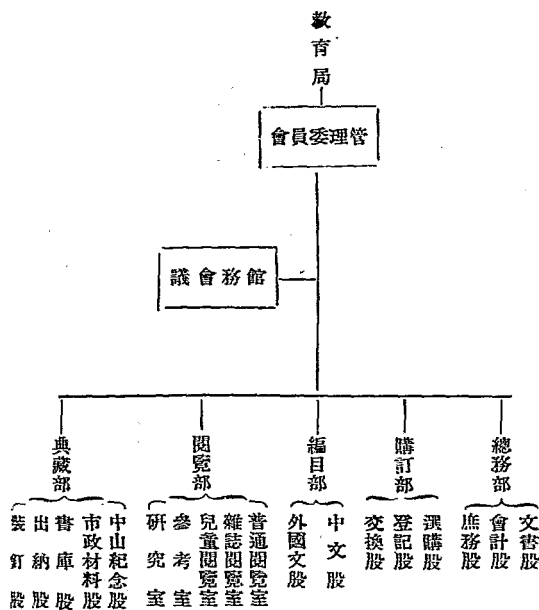 教育局
管理委員會
館務會議
總務部
文書股
會計股
庶務股
購訂部
選購股
登記股
交換股
編目部
中文股
外國文股
閱覽部
普通閱覽室
雜誌閱覽室
兒童閱覽室
參考室
研究室
典藏部
中山紀念股
市政材料股
書庫股
出納股
裝釘股